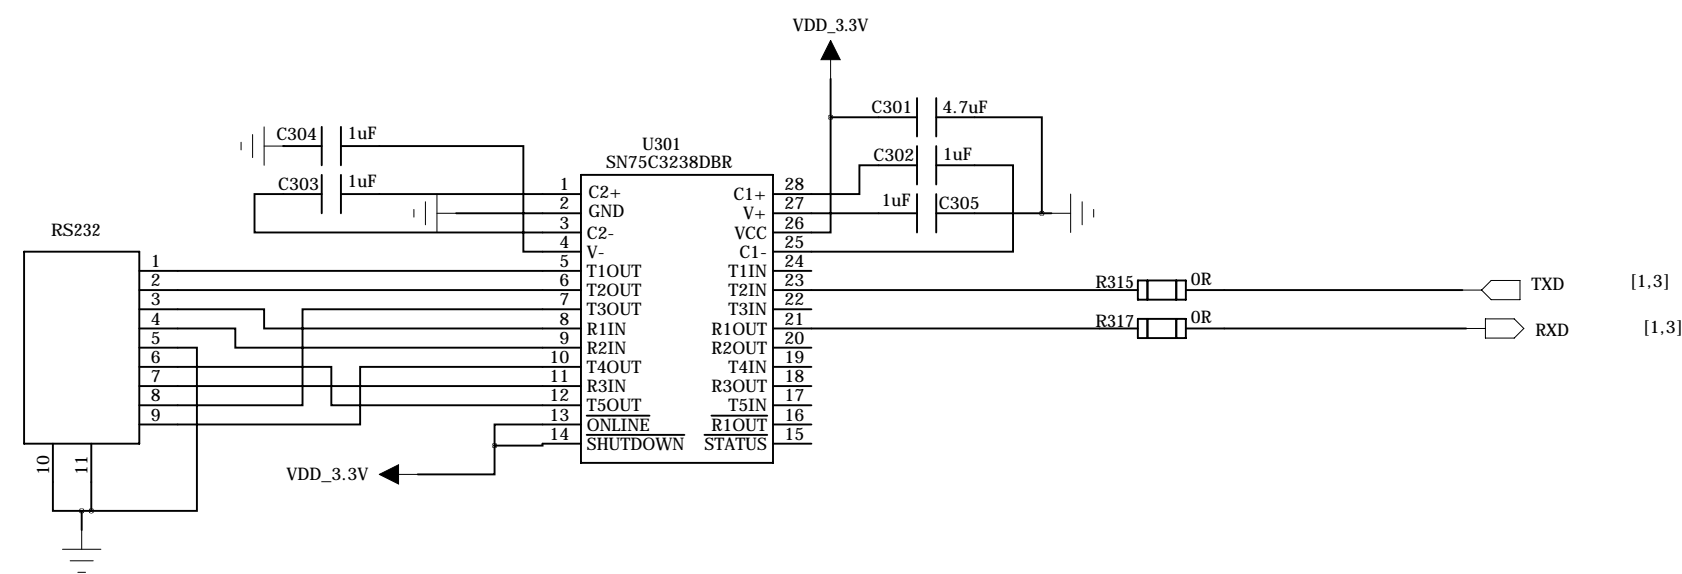 VDD_3.3V
C301 4.7uF
C304 1uF
C302 1uF
C303 1uF
1uF C305
U301
SN75C3238DBR
1 C2+ C1+ 28
2 GND V+ 27
3 C2- VCC 26
4 V- C1- 25
5 T1OUT T1IN 24
6 T2OUT T2IN 23
7 T3OUT T3IN 22
8 R1IN R1OUT 21
9 R2IN R2OUT 20
10 T4OUT T4IN 19
11 R3IN R3OUT 18
12 T5OUT T5IN 17
13 ONLINE R1OUT 16
14 SHUTDOWN STATUS 15
RS232
1
2
3
4
5
6
7
8
9
10
11
VDD_3.3V
R315 0R TXD [1,3]
R317 0R RXD [1,3]